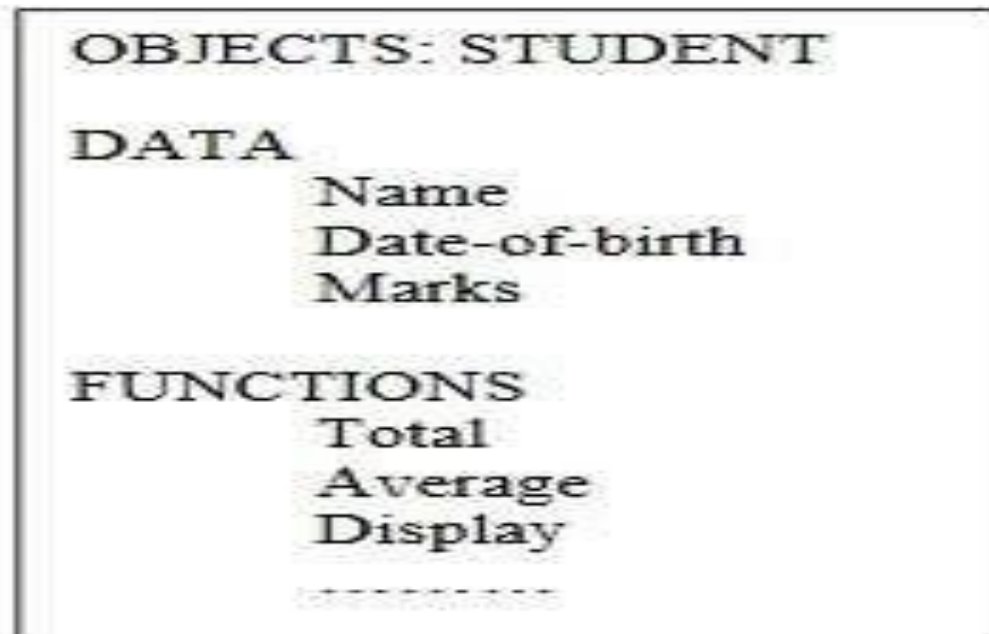 OBJECTS: STUDENT
DATA
Name
Date-of-birth
Marks
FUNCTIONS
Total
Average
Display
..........